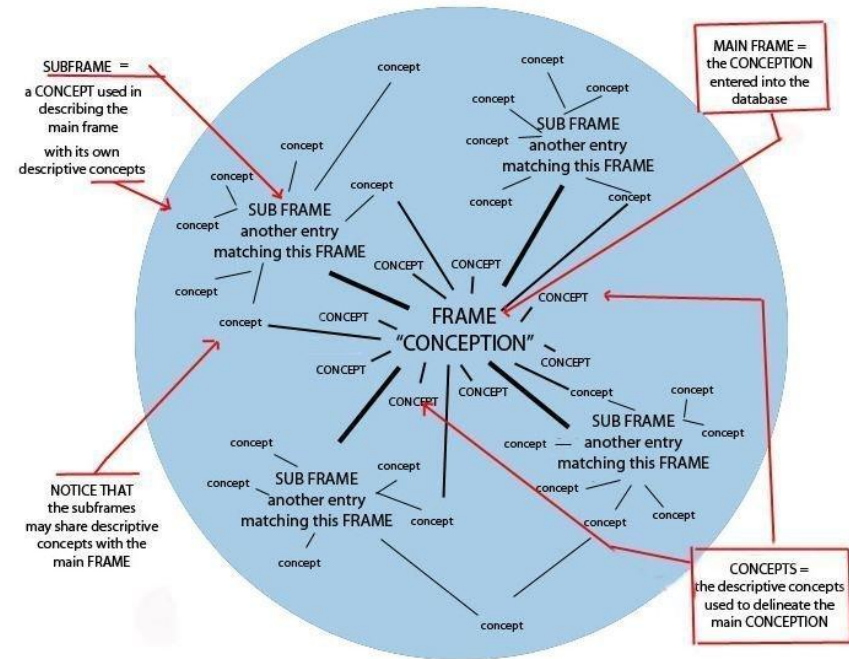 SUBFRAME =
a CONCEPT used in
describing the
main frame
with its own
descriptive concepts
MAIN FRAME =
the CONCEPTION
entered into the
database
concept
concept
concept
concept
concept
SUB FRAME
another entry
matching this FRAME
concept
concept
concept
concept
concept
concept
SUB FRAME
another entry
matching this FRAME
concept
concept
CONCEPT
CONCEPT
CONCEPT
FRAME
"CONCEPTION"
CONCEPT
CONCEPT
CONCEPT
CONCEPT
CONCEPT
concept
concept
concept
SUB FRAME
another entry
matching this FRAME
concept
concept
concept
concept
concept
concept
SUB FRAME
another entry
matching this FRAME
concept
concept
concept
concept
concept
concept
NOTICE THAT
the subframes
may share descriptive
concepts with the
main FRAME
CONCEPTS =
the descriptive concepts
used to delineate the
main CONCEPTION